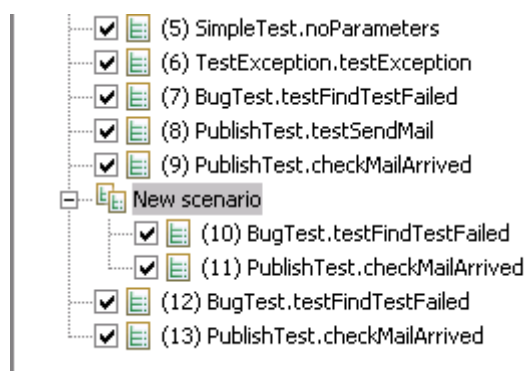 (5) SimpleTest.noParameters
(6) TestException.testException
(7) BugTest.testFindTestFailed
(8) PublishTest.testSendMail
(9) PublishTest.checkMailArrived
New scenario
(10) BugTest.testFindTestFailed
(11) PublishTest.checkMailArrived
(12) BugTest.testFindTestFailed
(13) PublishTest.checkMailArrived